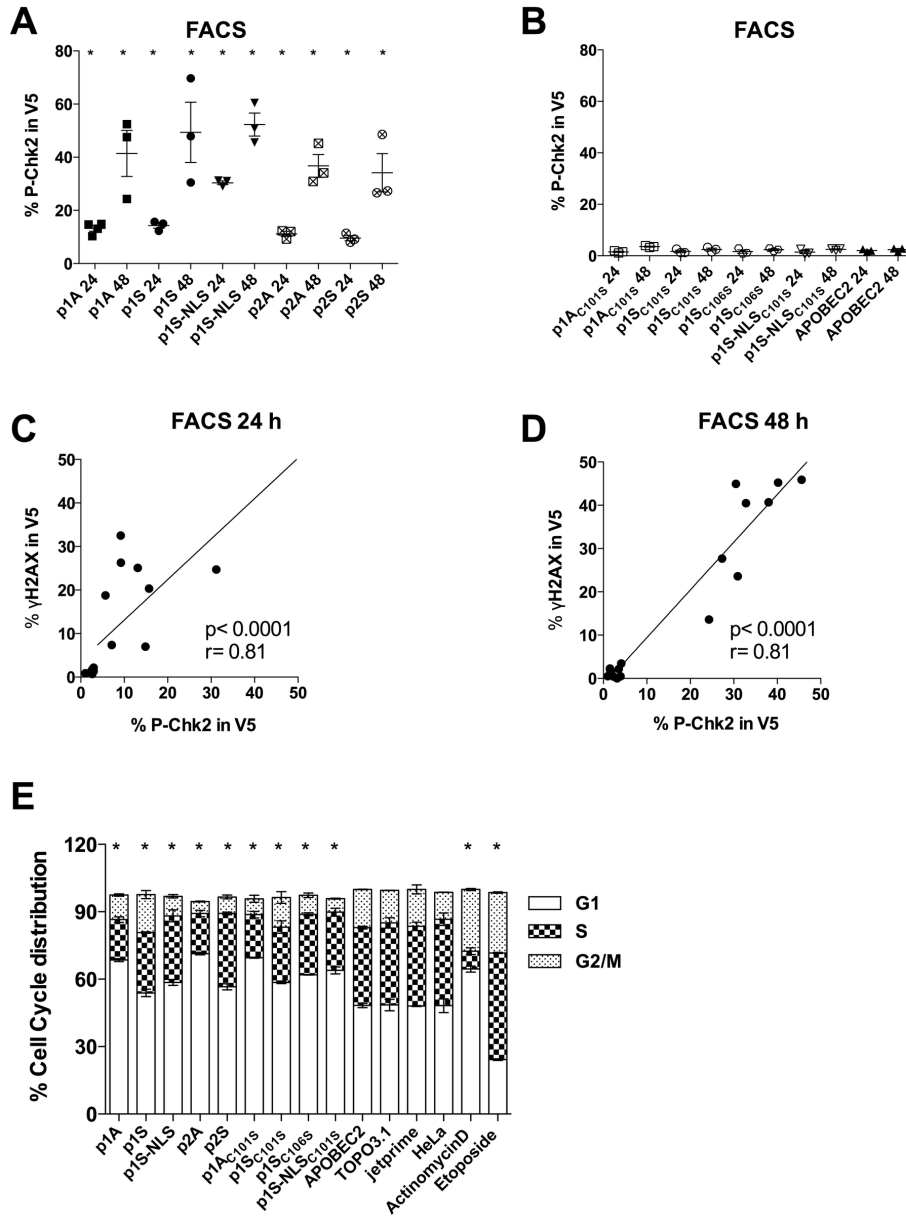 A
FACS
* * * * * * * * * *
% P-Chk2 in V5
80
60
40
20
0
p1A 24
p1A 48
p1S 24
p1S 48
p1S-NLS 24
p1S-NLS 48
p2A 24
p2A 48
p2S 24
p2S 48
B
FACS
% P-Chk2 in V5
80
60
40
20
0
p1AC101S 24
p1AC101S 48
p1SC101S 24
p1SC101S 48
p1SC106S 24
p1SC106S 48
p1S-NLSC101S 24
p1S-NLSC101S 48
APOBEC2 24
APOBEC2 48
C
FACS 24 h
% γH2AX in V5
50
40
30
20
10
0
p< 0.0001
r= 0.81
0 10 20 30 40 50
% P-Chk2 in V5
D
FACS 48 h
% γH2AX in V5
50
40
30
20
10
0
p< 0.0001
r= 0.81
0 10 20 30 40 50
% P-Chk2 in V5
E
% Cell Cycle distribution
120
90
60
30
0
* * * * * * * * * * *
G1
S
G2/M
p1A
p1S
p1S-NLS
p2A
p2S
p1AC101S
p1SC101S
p1SC106S
p1S-NLSC101S
APOBEC2
TOPO3.1
jetprime
HeLa
ActinomycinD
Etoposide